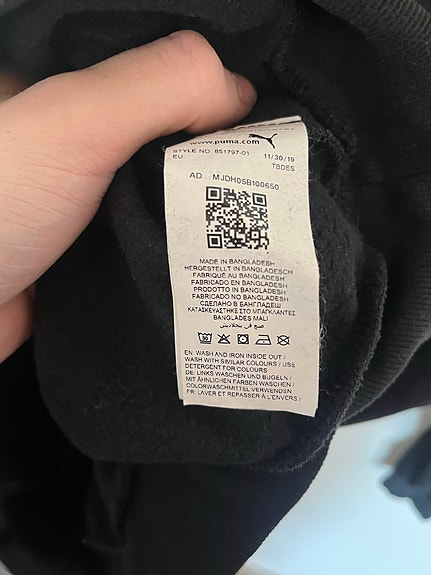 www.puma.com
STYLE NO. 851797-01 11/30/19
EU TBDES
AD MJDH05B100650
MADE IN BANGLADESH
HERGESTELLT IN BANGLADESCH
FABRIQUÉ AU BANGLADESH
FABRICADO EN BANGLADESH
PRODOTTO IN BANGLADESH
FABRICADO NO BANGLADESH
СДЕЛАНО В БАНГЛАДЕШ
ΚΑΤΑΣΚΕΥΑΣΤΗΚΕ ΣΤΟ ΜΠΑΓΚΛΑΝΤΕΣ
BANGLADEŞ MALI
صنع في بنجلاديش
EN: WASH AND IRON INSIDE OUT /
WASH WITH SIMILAR COLOURS / USE
DETERGENT FOR COLOURS
DE: LINKS WASCHEN UND BÜGELN /
MIT ÄHNLICHEN FARBEN WASCHEN /
COLORWASCHMITTEL VERWENDEN
FR: LAVER ET REPASSER À L'ENVERS /